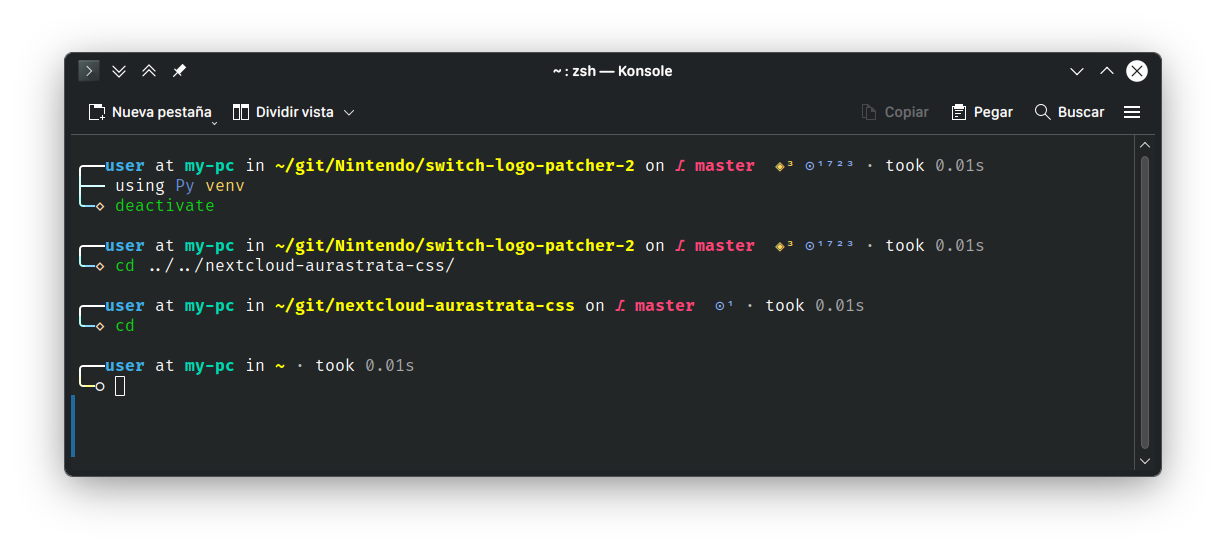 ~ : zsh — Konsole
Nueva pestaña Dividir vista Copiar Pegar Buscar
user at my-pc in ~/git/Nintendo/switch-logo-patcher-2 on master ◈³ ⊙¹⁷²³ · took 0.01s
using Py venv
deactivate
user at my-pc in ~/git/Nintendo/switch-logo-patcher-2 on master ◈³ ⊙¹⁷²³ · took 0.01s
cd ../../nextcloud-aurastrata-css/
user at my-pc in ~/git/nextcloud-aurastrata-css on master ⊙¹ · took 0.01s
cd
user at my-pc in ~ · took 0.01s